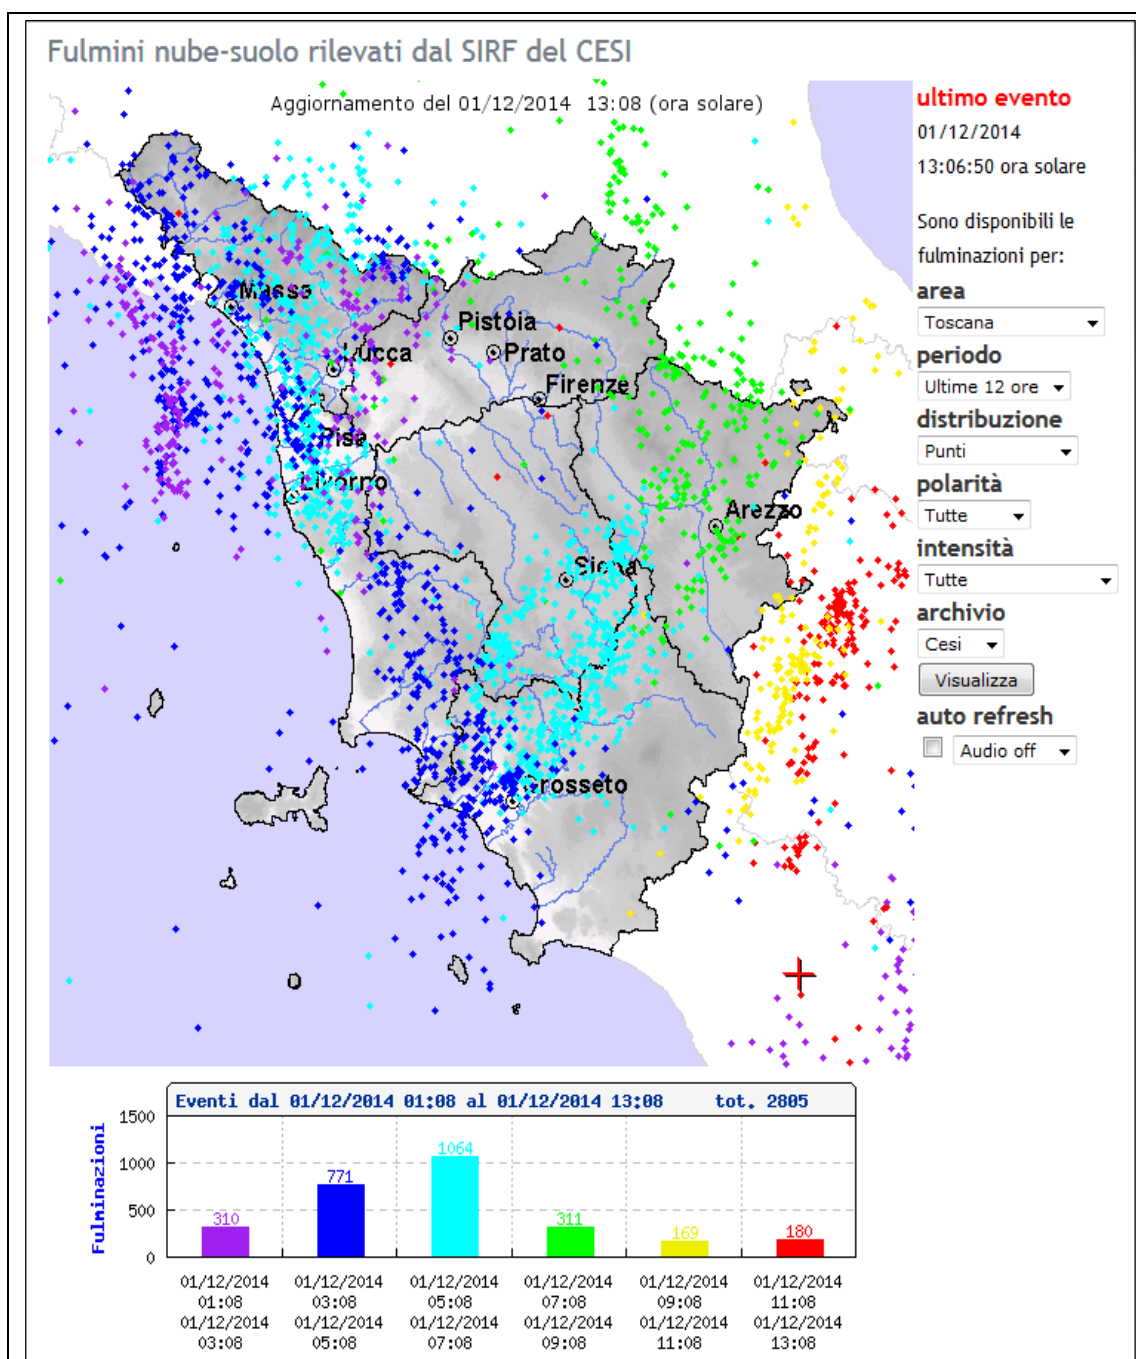 Fulmini nube-suolo rilevati dal SIRF del CESI
Aggiornamento del 01/12/2014 13:08 (ora solare)
ultimo evento
01/12/2014
13:06:50 ora solare
Sono disponibili le
fulminazioni per:
area
Toscana
periodo
Ultime 12 ore
distribuzione
Punti
polarità
Tutte
intensità
Tutte
archivio
Cesi
Visualizza
auto refresh
Audio off
Massa
Lucca
Pistoia
Prato
Firenze
Pisa
Livorno
Arezzo
Siena
Grosseto
Eventi dal 01/12/2014 01:08 al 01/12/2014 13:08 tot. 2805
Fulminazioni
1500
1000
500
0
310
771
1064
311
169
180
01/12/2014 01/12/2014 01/12/2014 01/12/2014 01/12/2014 01/12/2014
01:08 03:08 05:08 07:08 09:08 11:08
01/12/2014 01/12/2014 01/12/2014 01/12/2014 01/12/2014 01/12/2014
03:08 05:08 07:08 09:08 11:08 13:08